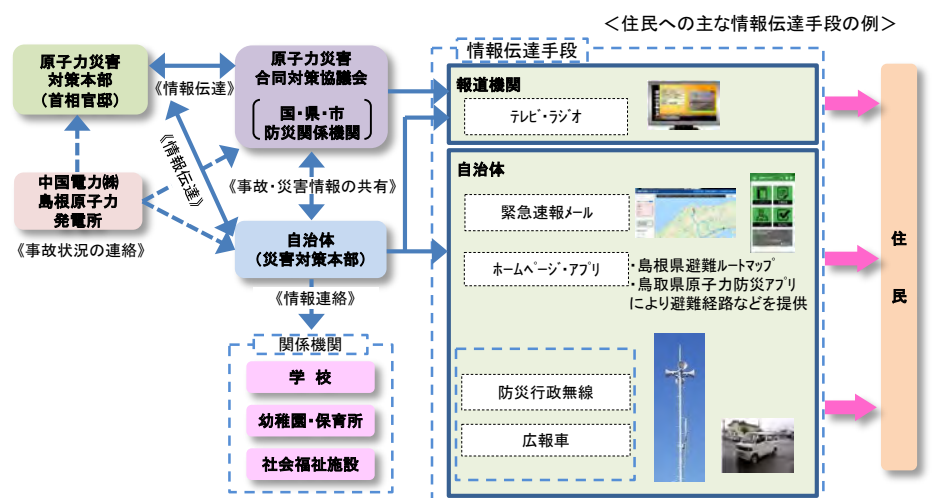 ＜住民への主な情報伝達手段の例＞
原子力災害
対策本部
（首相官邸）
《情報伝達》
原子力災害
合同対策協議会
国・県・市
防災関係機関
《情報伝達》
中国電力㈱
島根原子力
発電所
《事故状況の連絡》
《事故・災害情報の共有》
自治体
（災害対策本部）
《情報連絡》
関係機関
学 校
幼稚園・保育所
社会福祉施設
情報伝達手段
報道機関
ﾃﾚﾋﾞ・ﾗｼﾞｵ
自治体
緊急速報ﾒｰﾙ
ﾎｰﾑﾍﾟｰｼﾞ・ｱﾌﾟﾘ
・島根県避難ﾙｰﾄﾏｯﾌﾟ
・鳥取県原子力防災ｱﾌﾟﾘ
により避難経路などを提供
防災行政無線
広報車
住
民